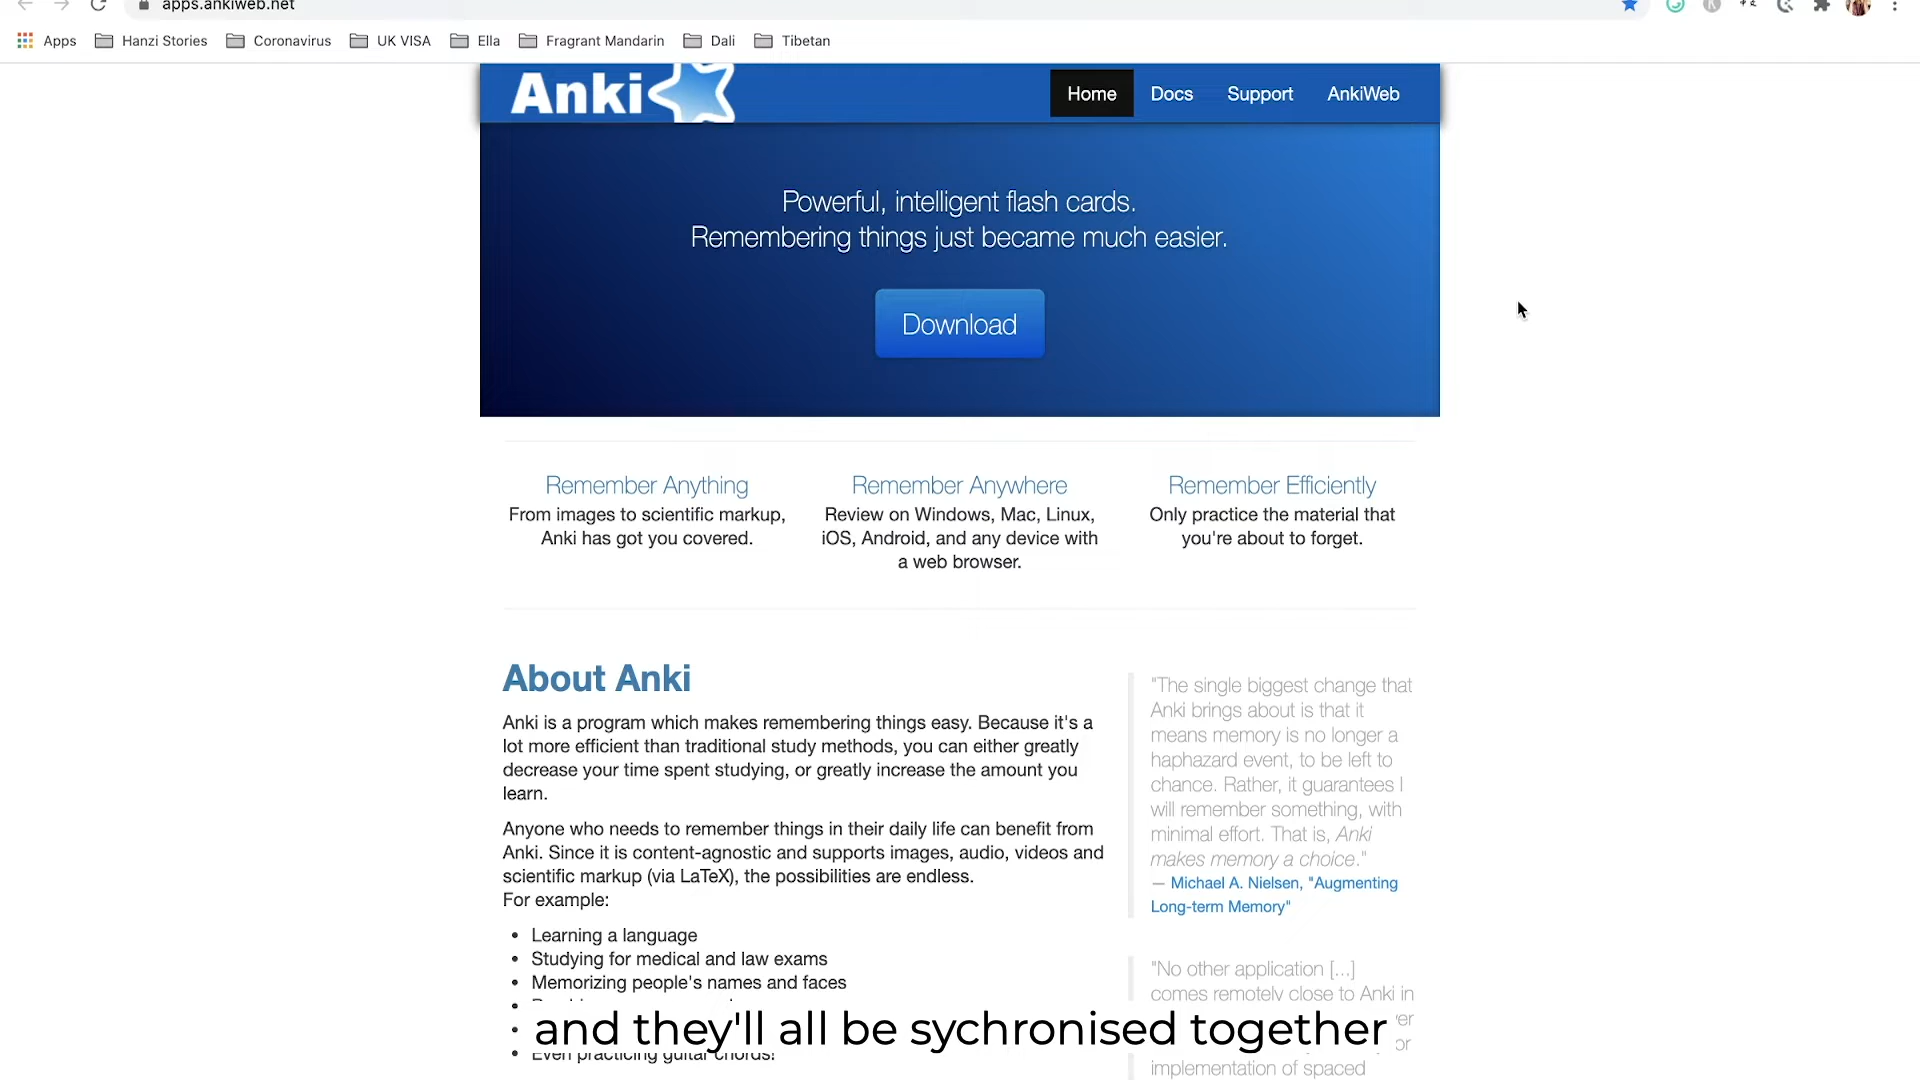 apps.ankiweb.net
Apps Hanzi Stories Coronavirus UK VISA Ella Fragrant Mandarin Dali Tibetan
Anki
Home Docs Support AnkiWeb
Powerful, intelligent flash cards.
Remembering things just became much easier.
Download
Remember Anything
From images to scientific markup,
Anki has got you covered.
Remember Anywhere
Review on Windows, Mac, Linux,
iOS, Android, and any device with
a web browser.
Remember Efficiently
Only practice the material that
you're about to forget.
About Anki
Anki is a program which makes remembering things easy. Because it's a
lot more efficient than traditional study methods, you can either greatly
decrease your time spent studying, or greatly increase the amount you
learn.
Anyone who needs to remember things in their daily life can benefit from
Anki. Since it is content-agnostic and supports images, audio, videos and
scientific markup (via LaTeX), the possibilities are endless.
For example:
• Learning a language
• Studying for medical and law exams
• Memorizing people's names and faces
• Even practicing guitar chords!
"The single biggest change that
Anki brings about is that it
means memory is no longer a
haphazard event, to be left to
chance. Rather, it guarantees I
will remember something, with
minimal effort. That is, Anki
makes memory a choice."
— Michael A. Nielsen, "Augmenting
Long-term Memory"
"No other application [...]
comes remotely close to Anki in
implementation of spaced
and they'll all be sychronised together